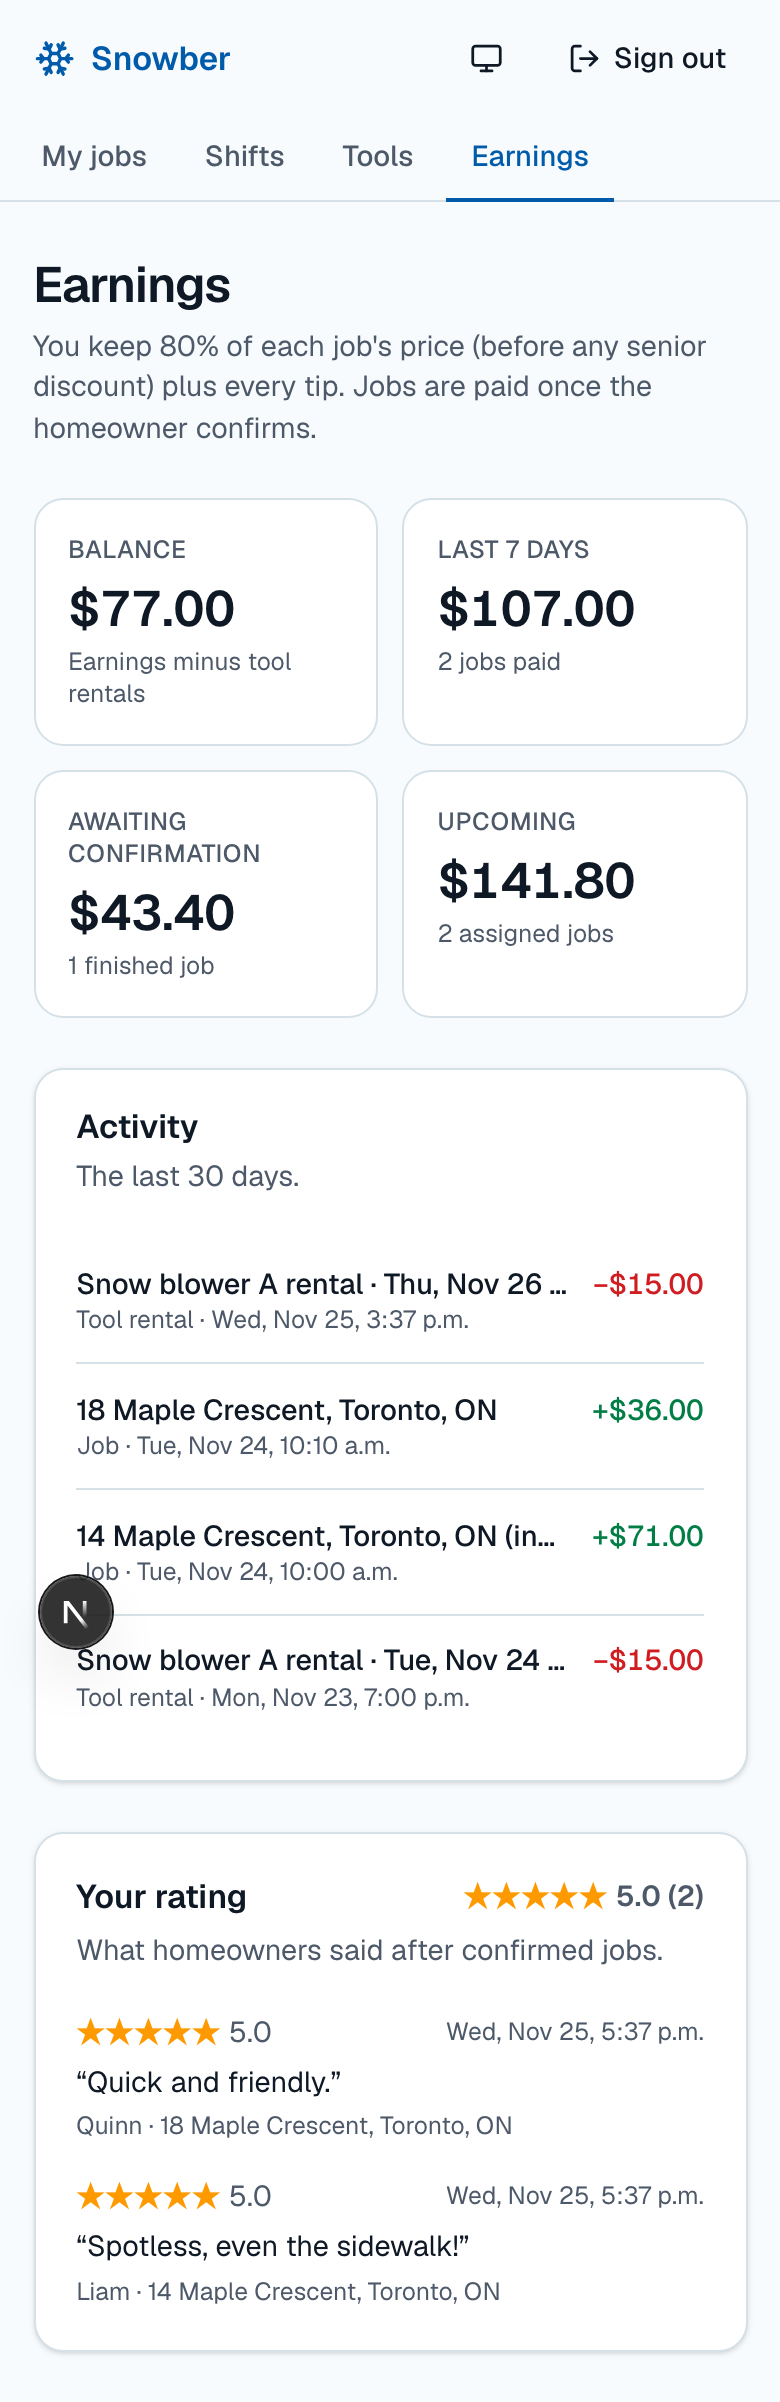 Snowber
Sign out
My jobs
Shifts
Tools
Earnings
Earnings
You keep 80% of each job's price (before any senior
discount) plus every tip. Jobs are paid once the
homeowner confirms.
BALANCE
$77.00
Earnings minus tool
rentals
LAST 7 DAYS
$107.00
2 jobs paid
AWAITING
CONFIRMATION
$43.40
1 finished job
UPCOMING
$141.80
2 assigned jobs
Activity
The last 30 days.
Snow blower A rental · Thu, Nov 26 ... −$15.00
Tool rental · Wed, Nov 25, 3:37 p.m.
18 Maple Crescent, Toronto, ON +$36.00
Job · Tue, Nov 24, 10:10 a.m.
14 Maple Crescent, Toronto, ON (in... +$71.00
Job · Tue, Nov 24, 10:00 a.m.
N
Snow blower A rental · Tue, Nov 24 ... −$15.00
Tool rental · Mon, Nov 23, 7:00 p.m.
Your rating ★★★★★ 5.0 (2)
What homeowners said after confirmed jobs.
★★★★★ 5.0 Wed, Nov 25, 5:37 p.m.
“Quick and friendly.”
Quinn · 18 Maple Crescent, Toronto, ON
★★★★★ 5.0 Wed, Nov 25, 5:37 p.m.
“Spotless, even the sidewalk!”
Liam · 14 Maple Crescent, Toronto, ON